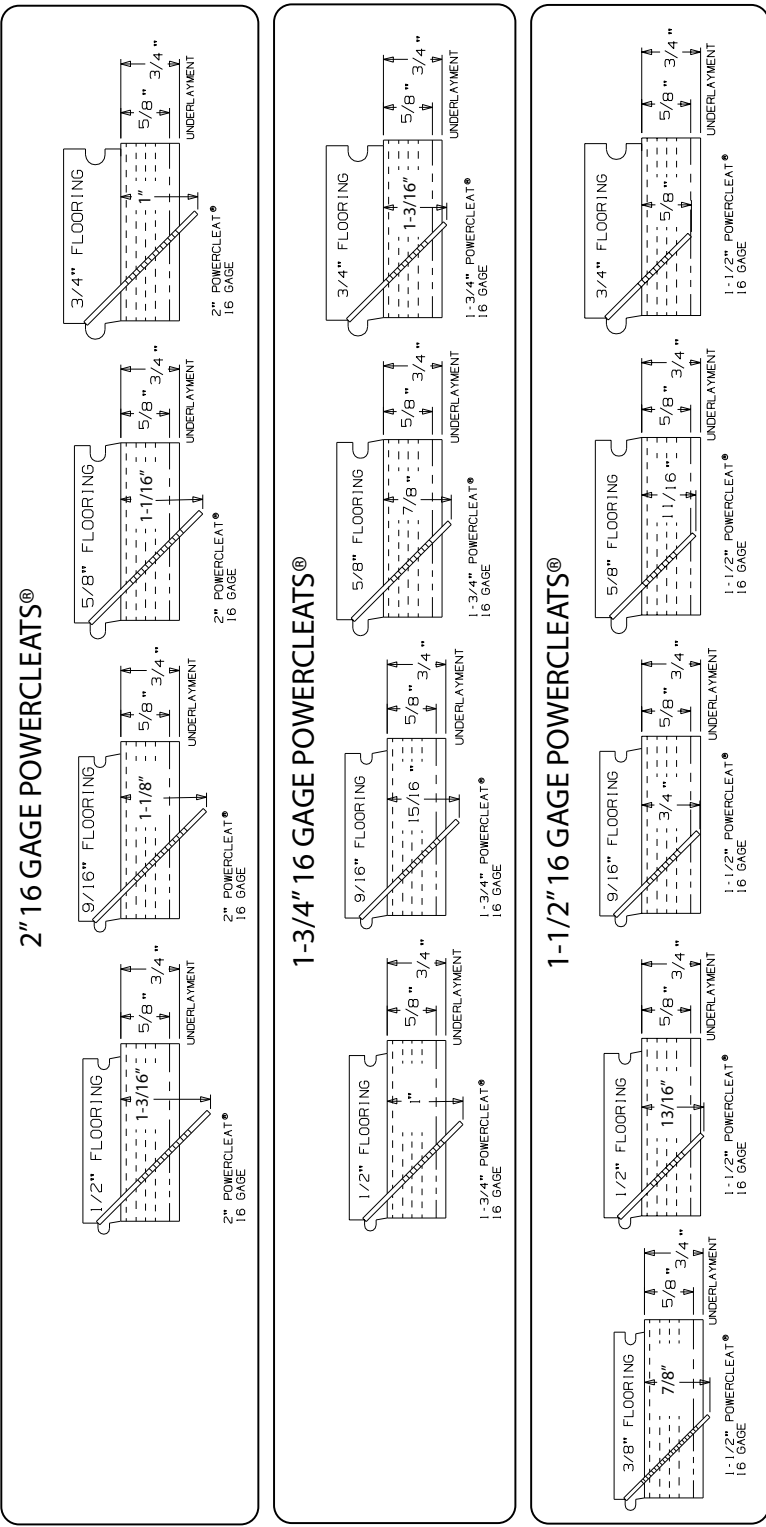 2" 16 GAGE POWERCLEATS®
1/2" FLOORING
1-3/16"
5/8"
3/4"
UNDERLAYMENT
2" POWERCLEAT®
16 GAGE
9/16" FLOORING
1-1/8"
5/8"
3/4"
UNDERLAYMENT
2" POWERCLEAT®
16 GAGE
5/8" FLOORING
1-1/16"
5/8"
3/4"
UNDERLAYMENT
2" POWERCLEAT®
16 GAGE
3/4" FLOORING
1"
5/8"
3/4"
UNDERLAYMENT
2" POWERCLEAT®
16 GAGE
1-3/4" 16 GAGE POWERCLEATS®
1/2" FLOORING
1"
5/8"
3/4"
UNDERLAYMENT
1-3/4" POWERCLEAT®
16 GAGE
9/16" FLOORING
15/16"
5/8"
3/4"
UNDERLAYMENT
1-3/4" POWERCLEAT®
16 GAGE
5/8" FLOORING
7/8"
5/8"
3/4"
UNDERLAYMENT
1-3/4" POWERCLEAT®
16 GAGE
3/4" FLOORING
1-3/16"
5/8"
3/4"
UNDERLAYMENT
1-3/4" POWERCLEAT®
16 GAGE
1-1/2" 16 GAGE POWERCLEATS®
3/8" FLOORING
7/8"
5/8"
3/4"
UNDERLAYMENT
1-1/2" POWERCLEAT®
16 GAGE
1/2" FLOORING
13/16"
5/8"
3/4"
UNDERLAYMENT
1-1/2" POWERCLEAT®
16 GAGE
9/16" FLOORING
3/4"
5/8"
3/4"
UNDERLAYMENT
1-1/2" POWERCLEAT®
16 GAGE
5/8" FLOORING
11/16"
5/8"
3/4"
UNDERLAYMENT
1-1/2" POWERCLEAT®
16 GAGE
3/4" FLOORING
5/8"
5/8"
3/4"
UNDERLAYMENT
1-1/2" POWERCLEAT®
16 GAGE